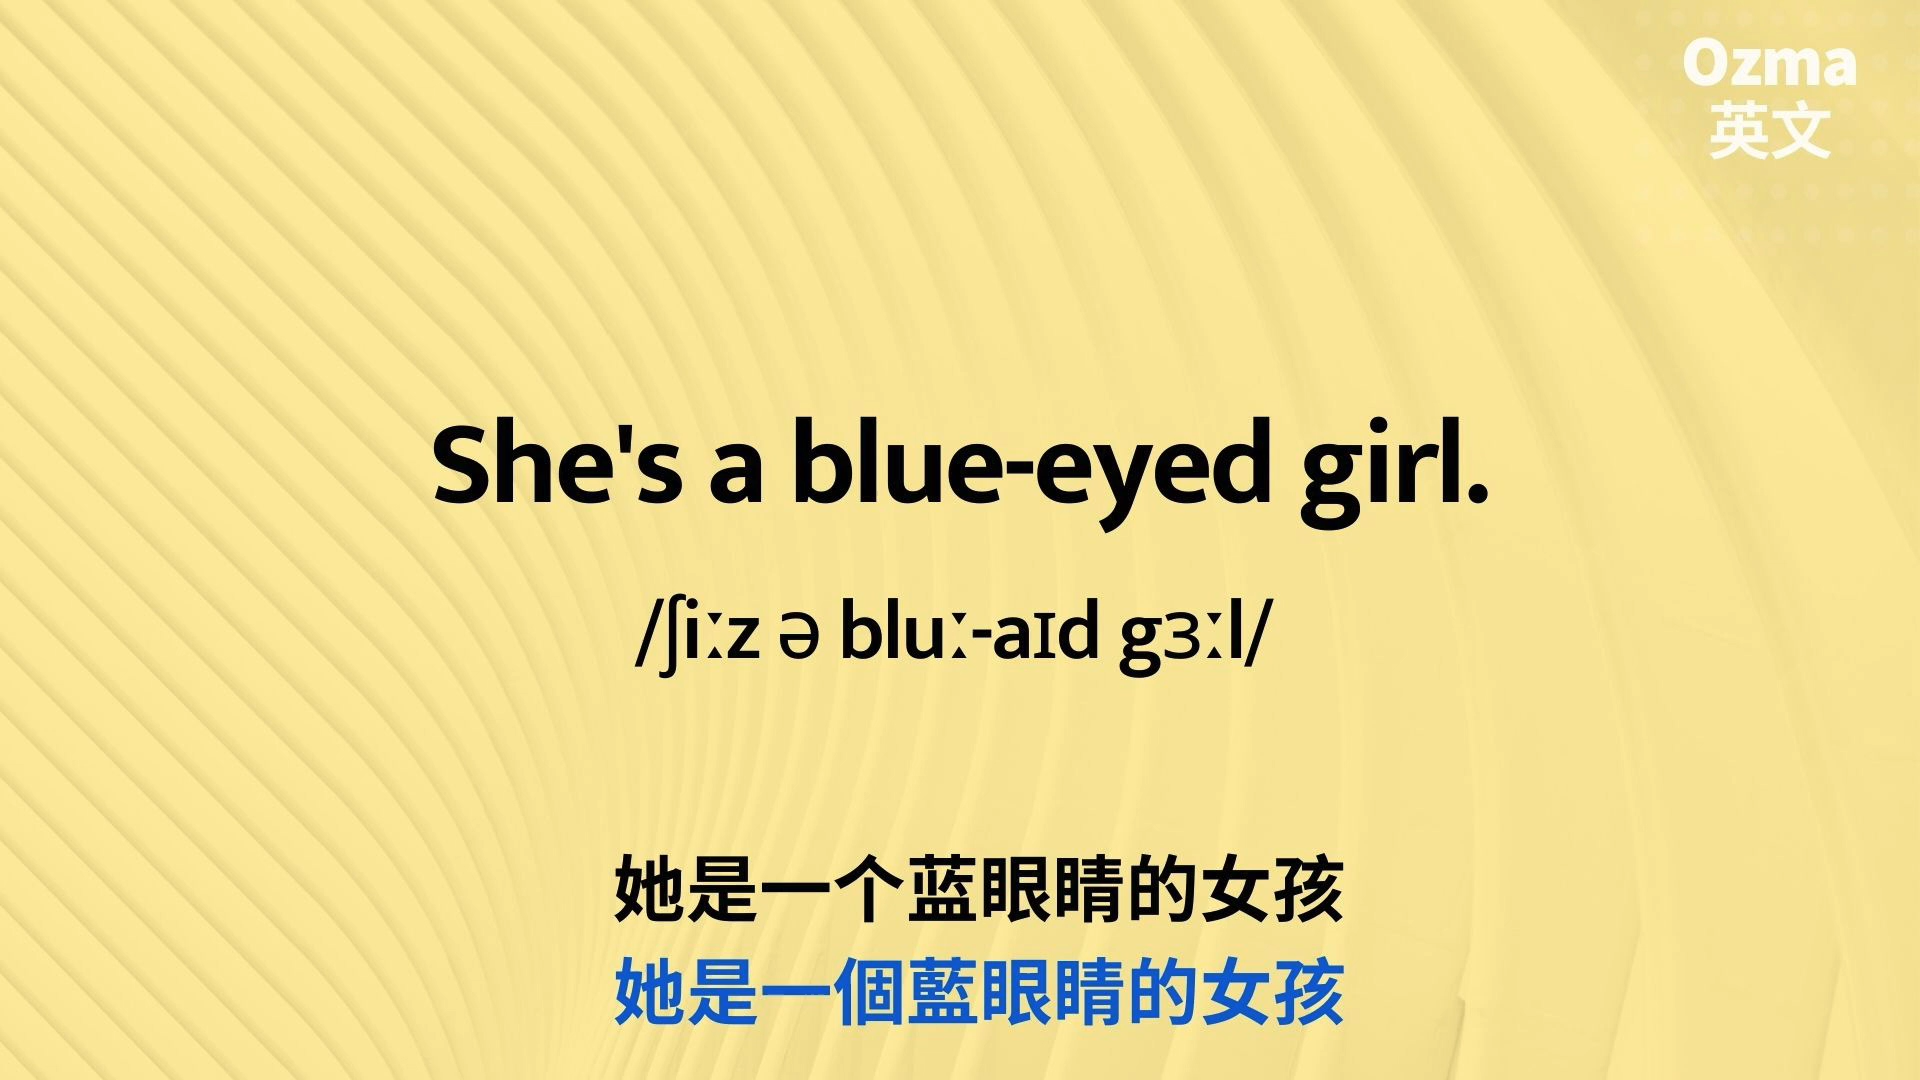 Ozma
英文
She's a blue-eyed girl.
/ʃiːz ə bluː-aɪd gɜːl/
她是一个蓝眼睛的女孩
她是一個藍眼睛的女孩